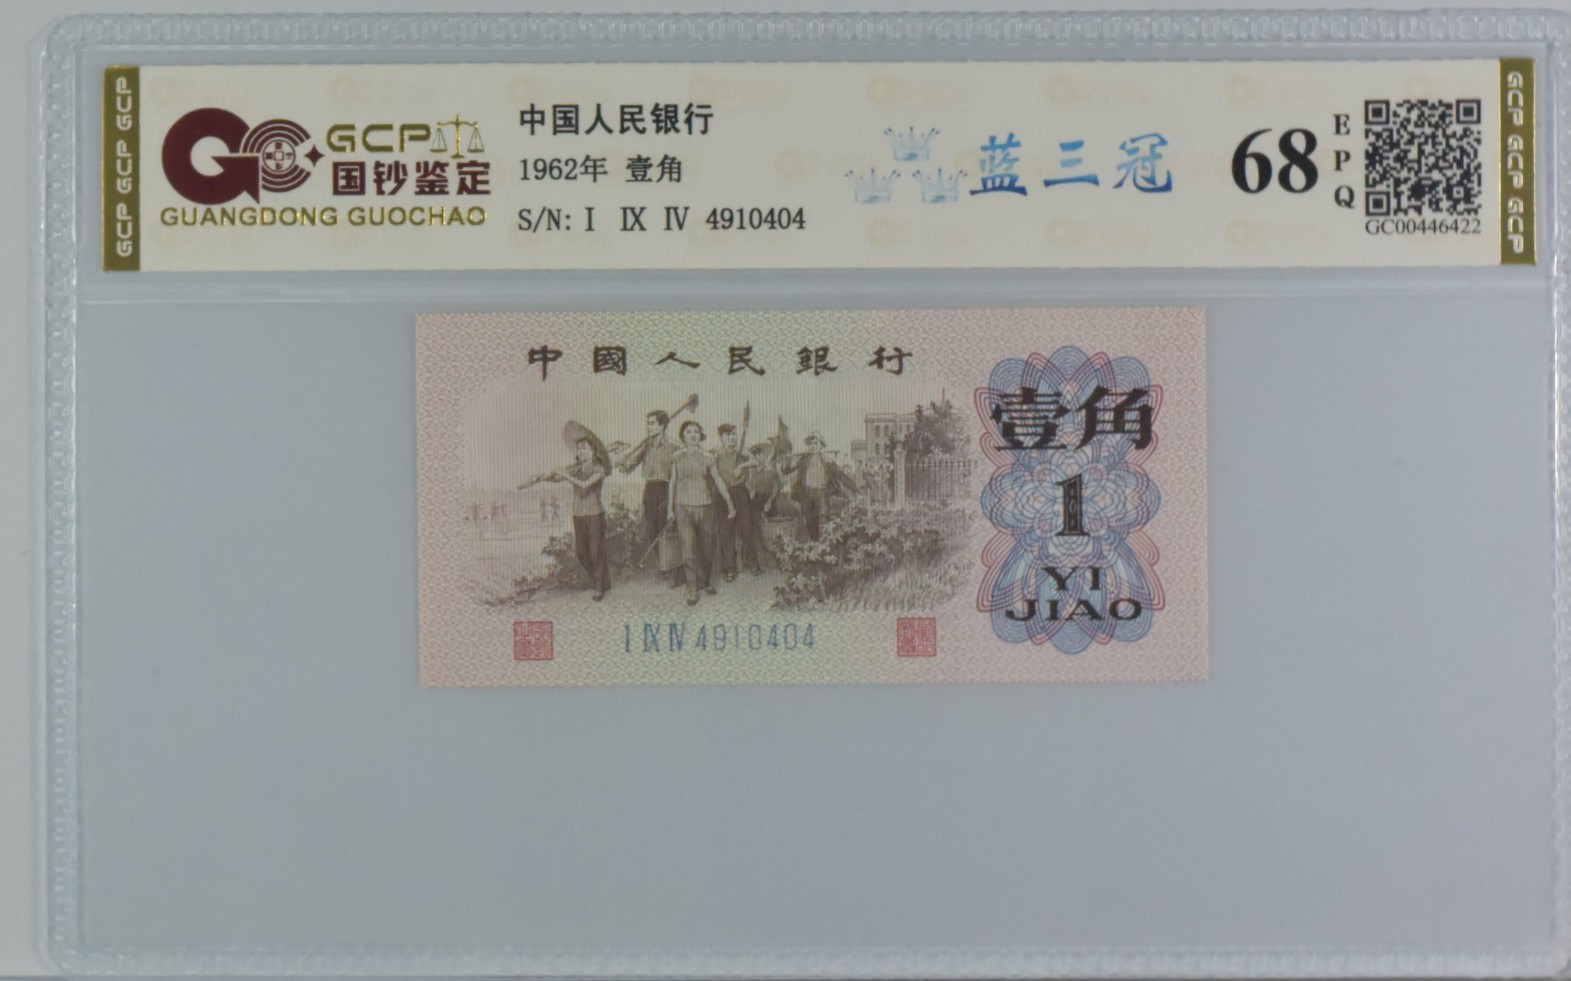 GCP GCP GCP
GCP
国钞鉴定
GUANGDONG GUOCHAO
中国人民银行
1962年 壹角
S/N: I IX IV 4910404
蓝三冠
68
EPQ
GC00446422
GCP GCP GCP
中國人民銀行
壹角
1
YI
JIAO
I IX IV 4910404